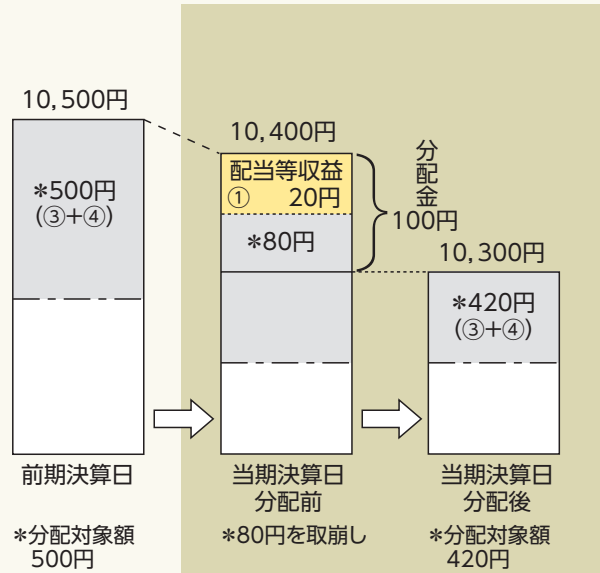 10,500円
＊500円
(③+④)
前期決算日
＊分配対象額
500円
10,400円
配当等収益
① 20円
＊80円
分配金
100円
当期決算日
分配前
＊80円を取崩し
10,300円
＊420円
(③+④)
当期決算日
分配後
＊分配対象額
420円